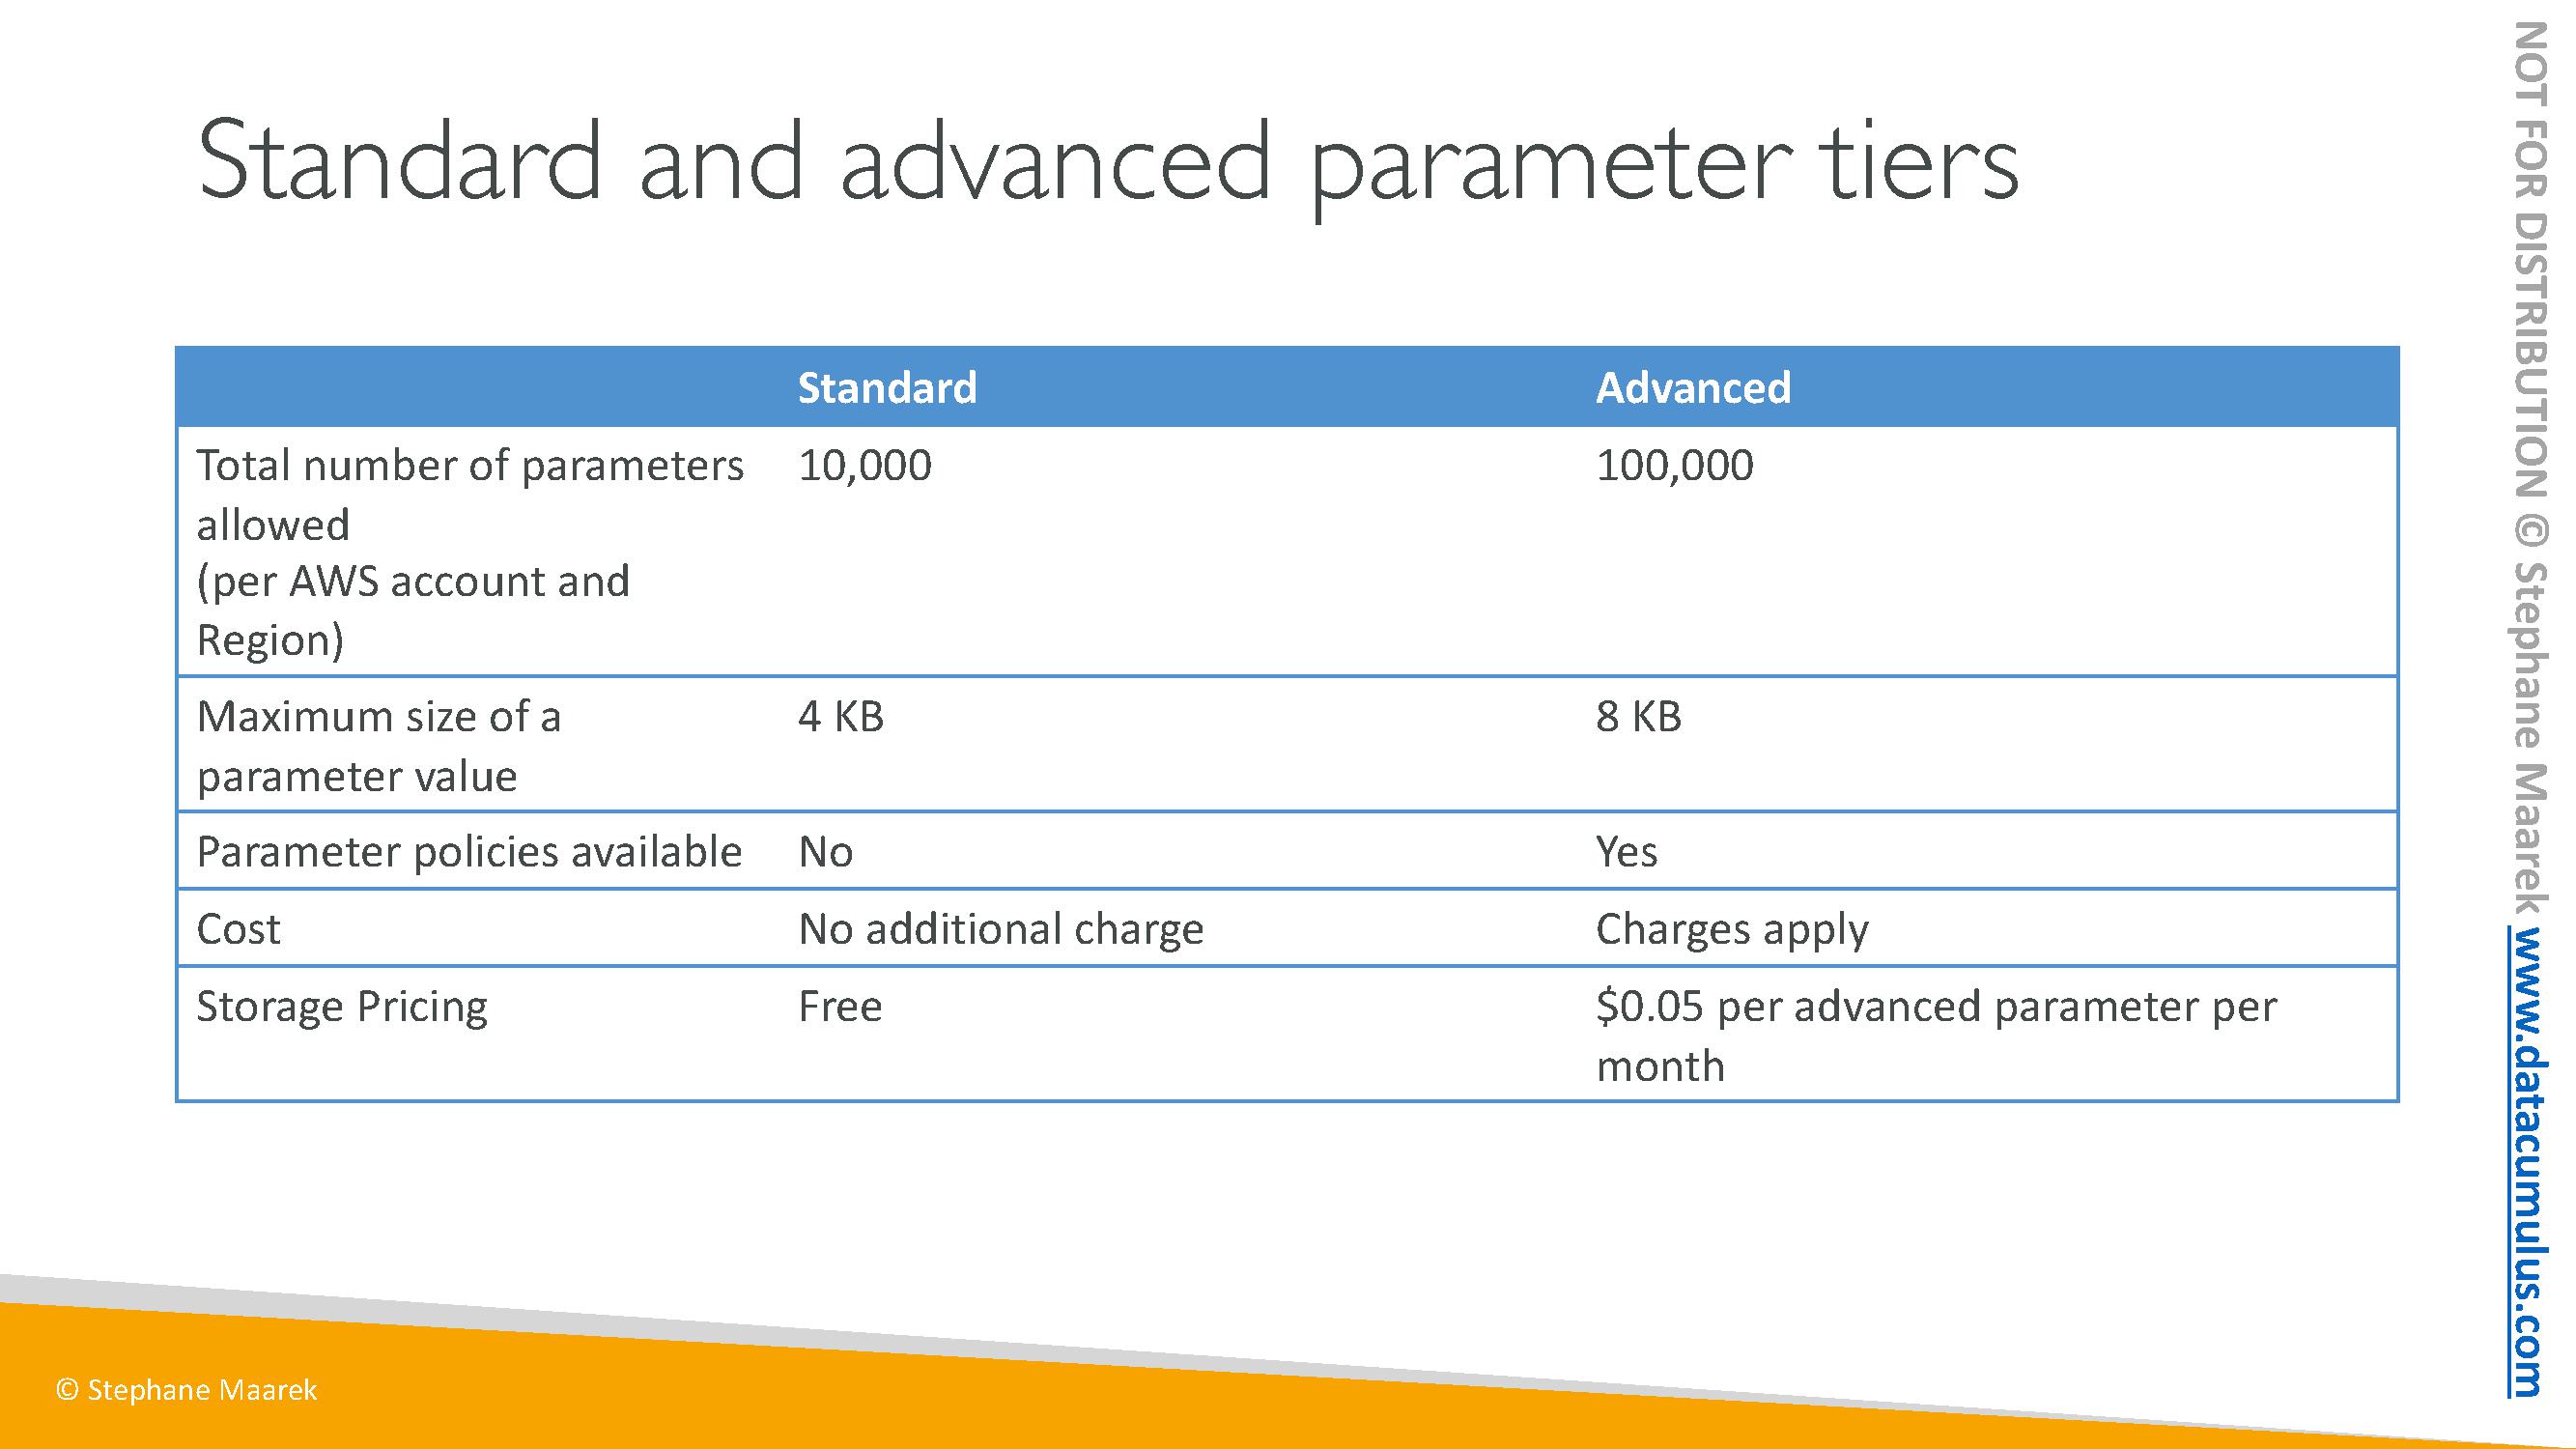 Standard and advanced parameter tiers
Standard Advanced
Total number of parameters 10,000 100,000
allowed
(per AWS account and
Region)
Maximum size of a 4 KB 8 KB
parameter value
Parameter policies available No Yes
Cost No additional charge Charges apply
Storage Pricing Free $0.05 per advanced parameter per
month
© Stephane Maarek
NOT FOR DISTRIBUTION © Stephane Maarek www.datacumulus.com